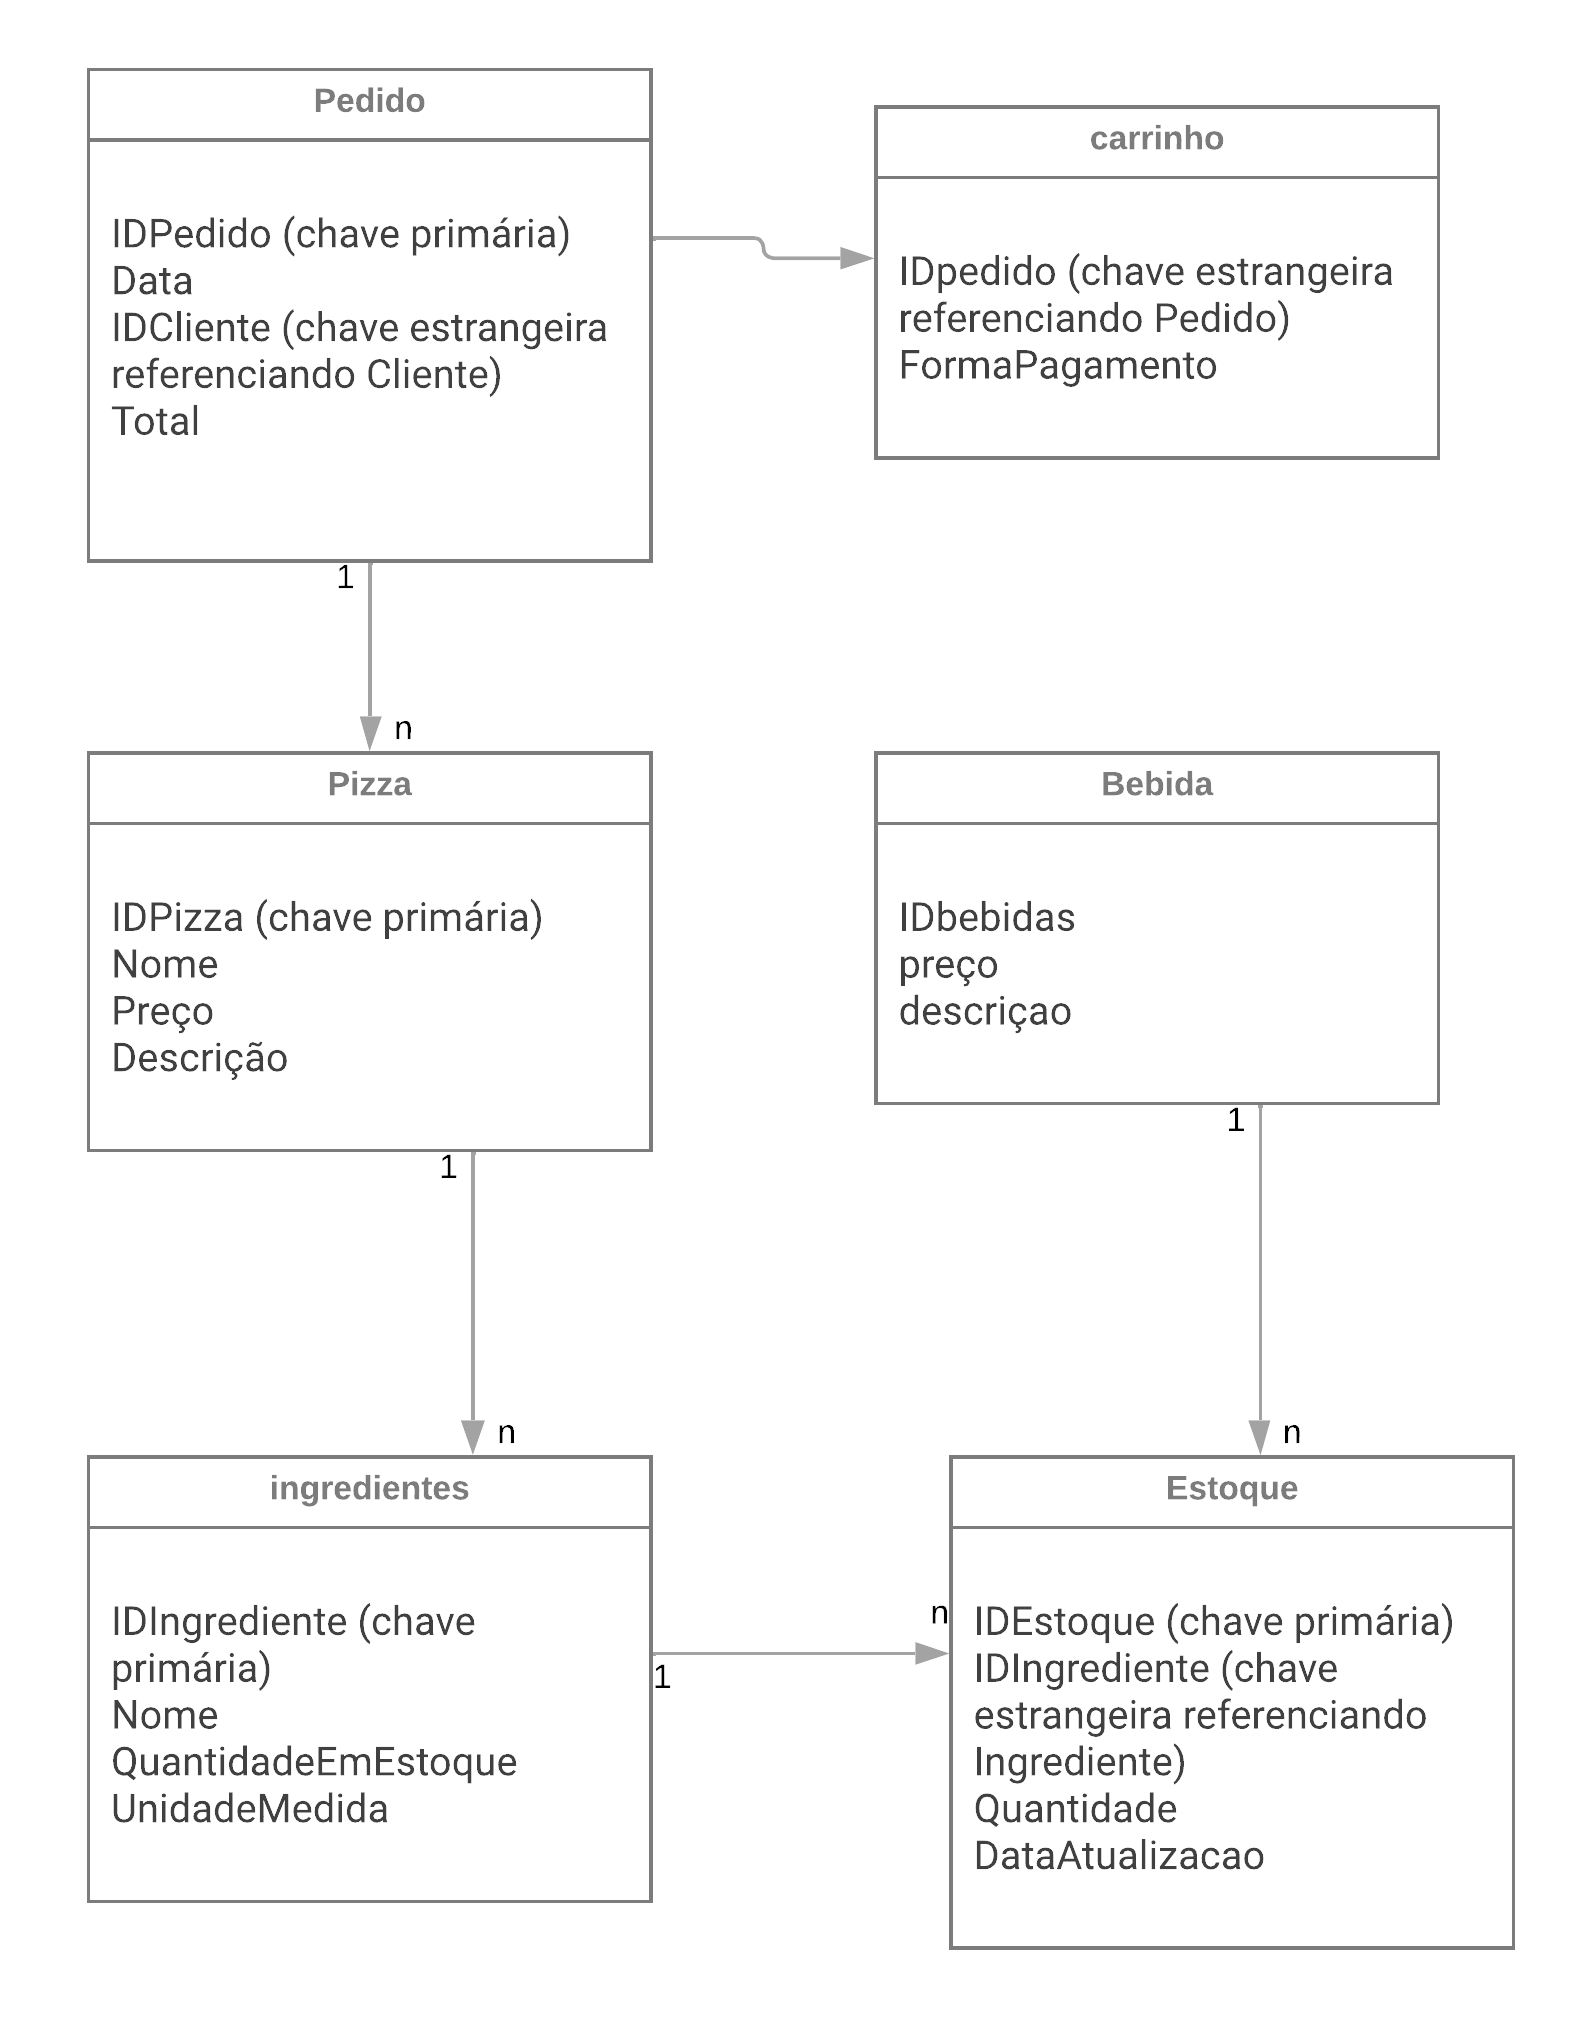 Pedido
IDPedido (chave primária)
Data
IDCliente (chave estrangeira
referenciando Cliente)
Total
carrinho
IDpedido (chave estrangeira
referenciando Pedido)
FormaPagamento
1
n
Pizza
IDPizza (chave primária)
Nome
Preço
Descrição
Bebida
IDbebidas
preço
descriçao
1
1
n
n
ingredientes
IDIngrediente (chave
primária)
Nome
QuantidadeEmEstoque
UnidadeMedida
1
n
Estoque
IDEstoque (chave primária)
IDIngrediente (chave
estrangeira referenciando
Ingrediente)
Quantidade
DataAtualizacao